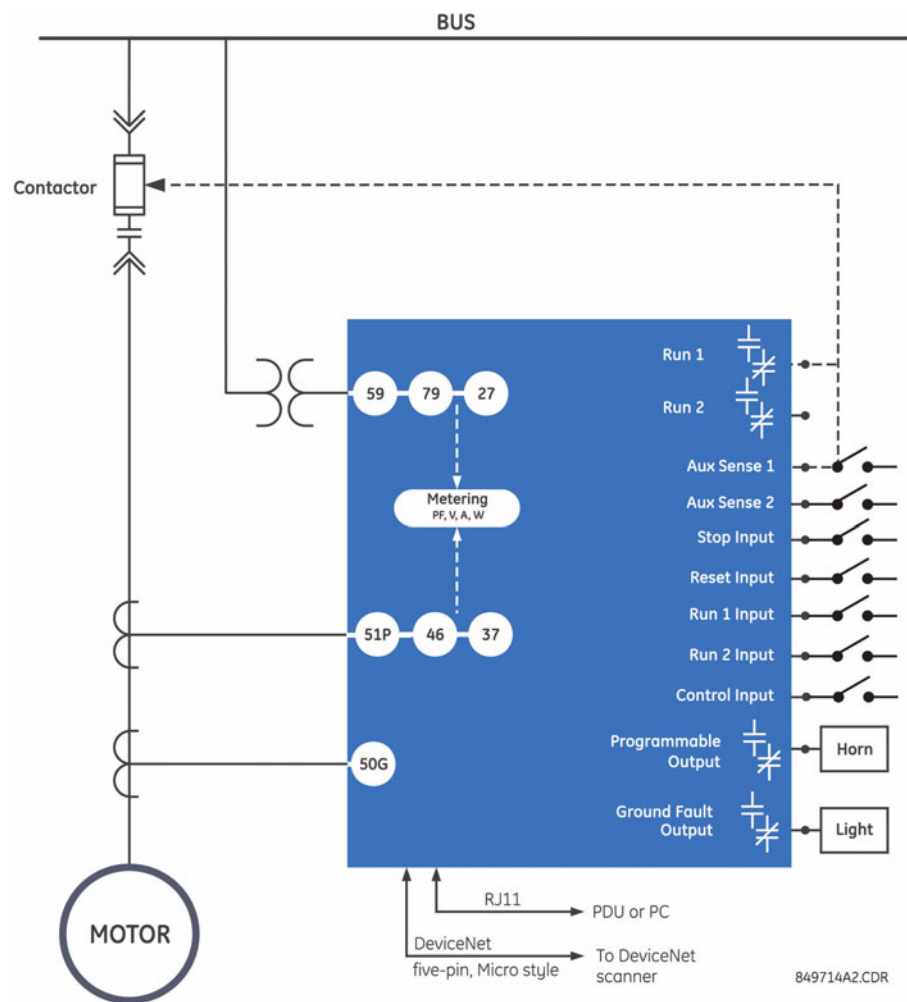 BUS
Contactor
Run 1
59 79 27
Run 2
Aux Sense 1
Metering
PF, V, A, W
Aux Sense 2
Stop Input
Reset Input
Run 1 Input
51P 46 37
Run 2 Input
Control Input
Programmable
Output
Horn
50G
Ground Fault
Output
Light
MOTOR
RJ11
PDU or PC
DeviceNet
five-pin, Micro style
To DeviceNet
scanner
849714A2.CDR